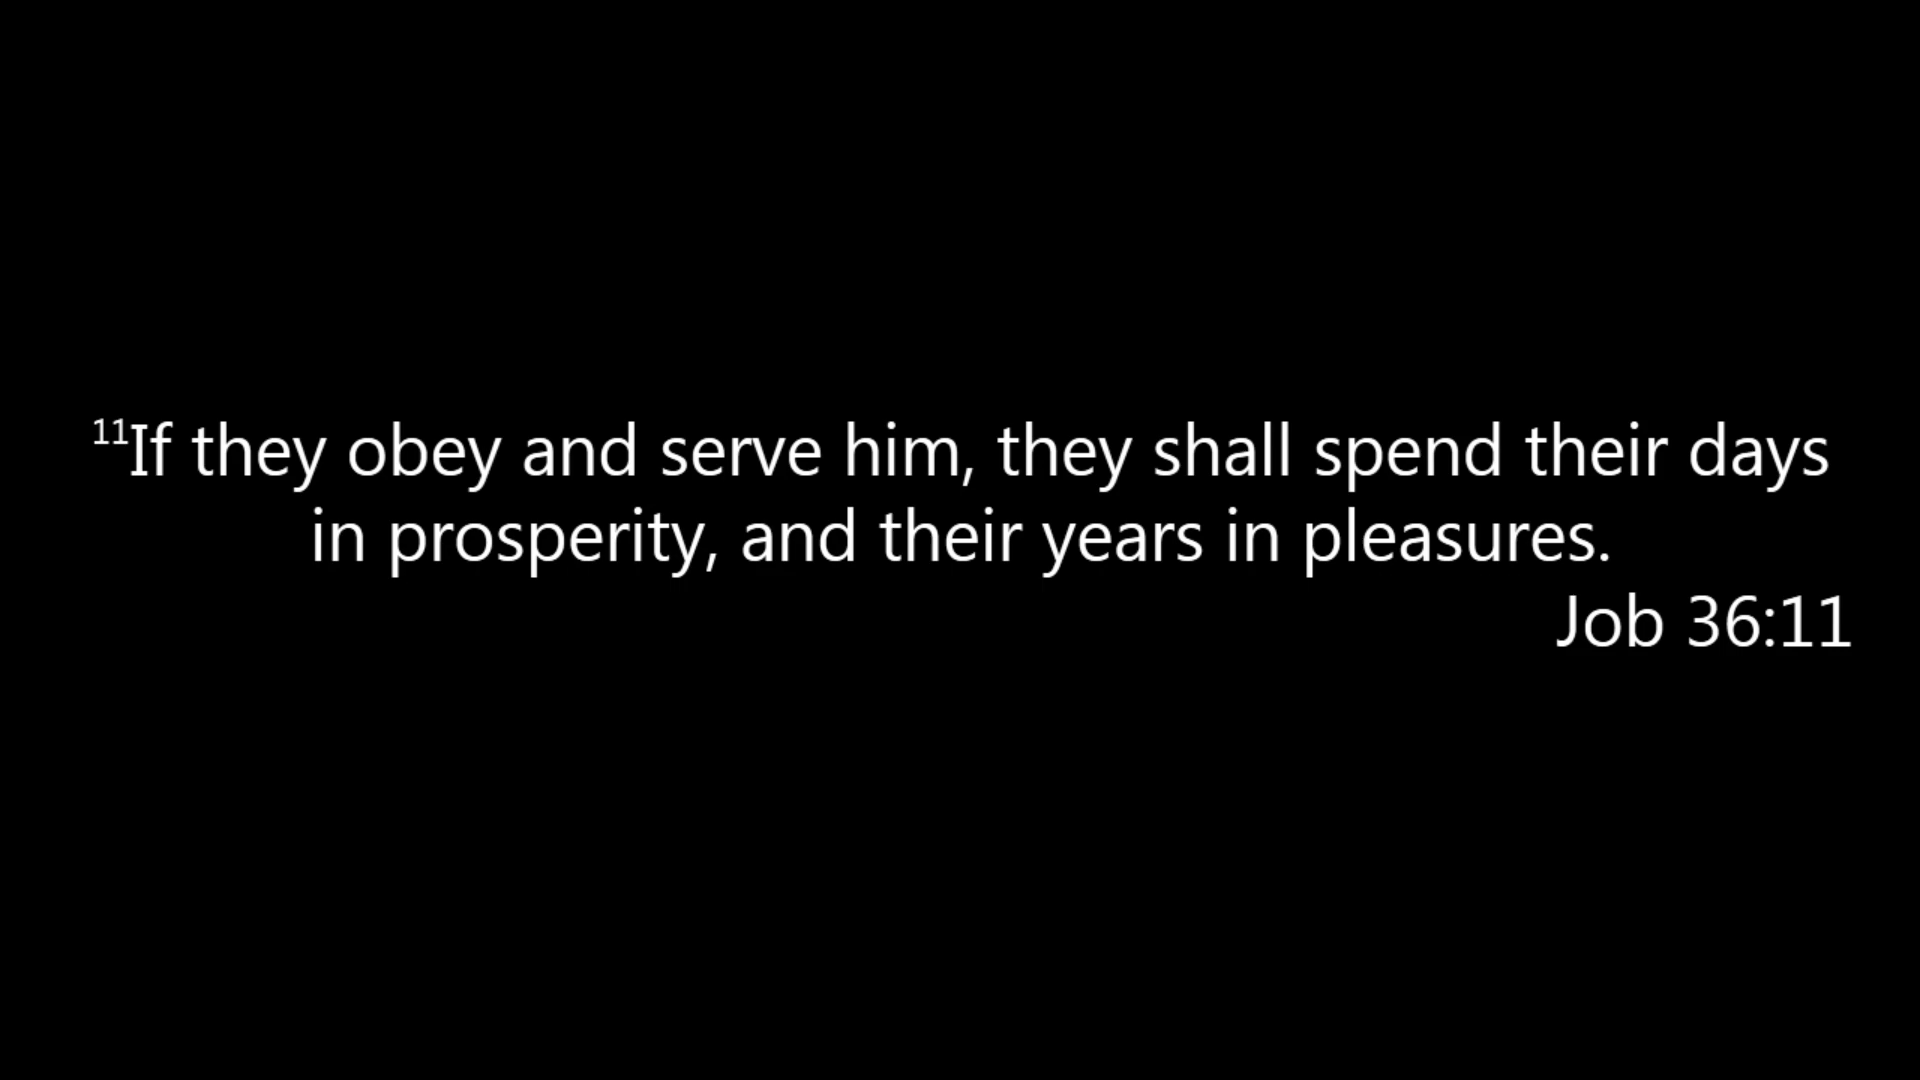 11If they obey and serve him, they shall spend their days
in prosperity, and their years in pleasures.
Job 36:11